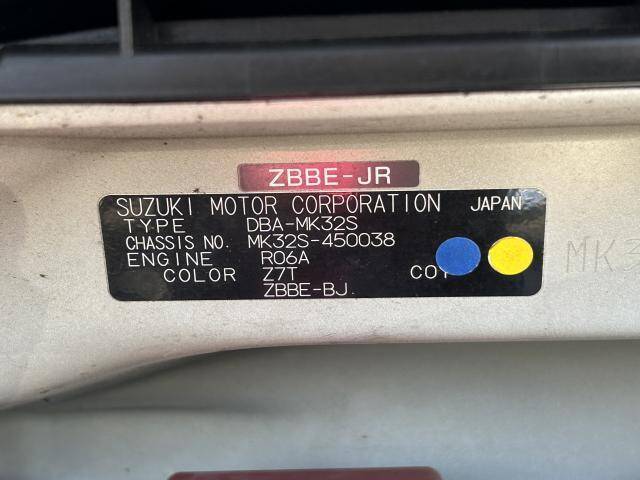 ZBBE-JR
SUZUKI MOTOR CORPORATION JAPAN
TYPE DBA-MK32S
CHASSIS NO. MK32S-450038
ENGINE R06A
COLOR Z7T
ZBBE-BJ
MK